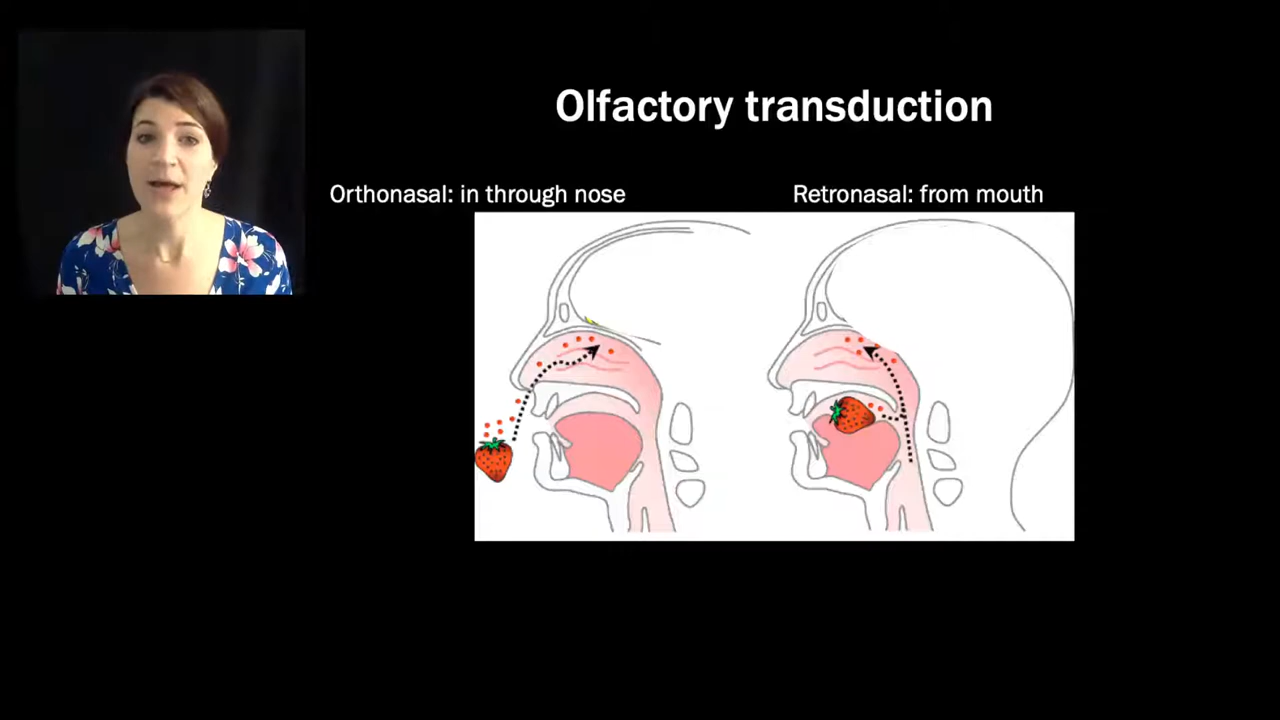 Olfactory transduction
Orthonasal: in through nose
Retronasal: from mouth